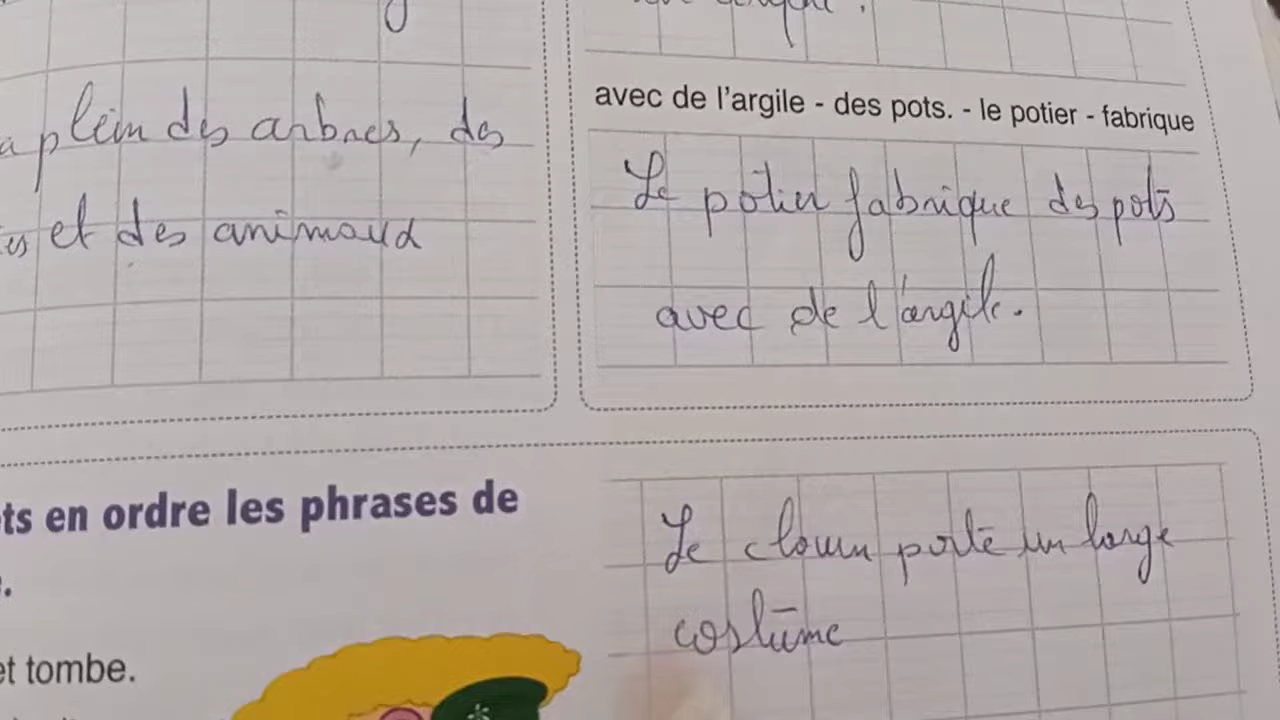 plein des arbres, des
et des animaux
avec de l'argile - des pots. - le potier - fabrique
Le potier fabrique des pots
avec de l'argile.
ts en ordre les phrases de
et tombe.
Le clown porte un large
costume